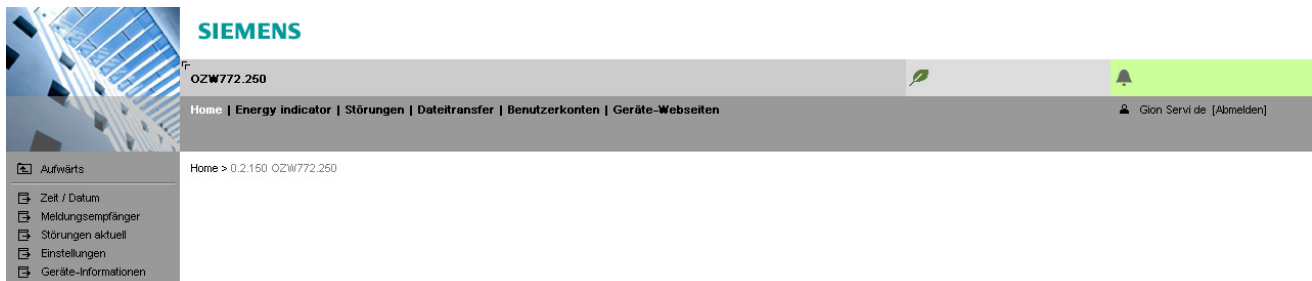 SIEMENS
OZW772.250
Home | Energy indicator | Störungen | Dateitransfer | Benutzerkonten | Geräte-Webseiten
Gion Servi de [Abmelden]
Aufwärts
Home > 0.2.150 OZW772.250
Zeit / Datum
Meldungsempfänger
Störungen aktuell
Einstellungen
Geräte-Informationen